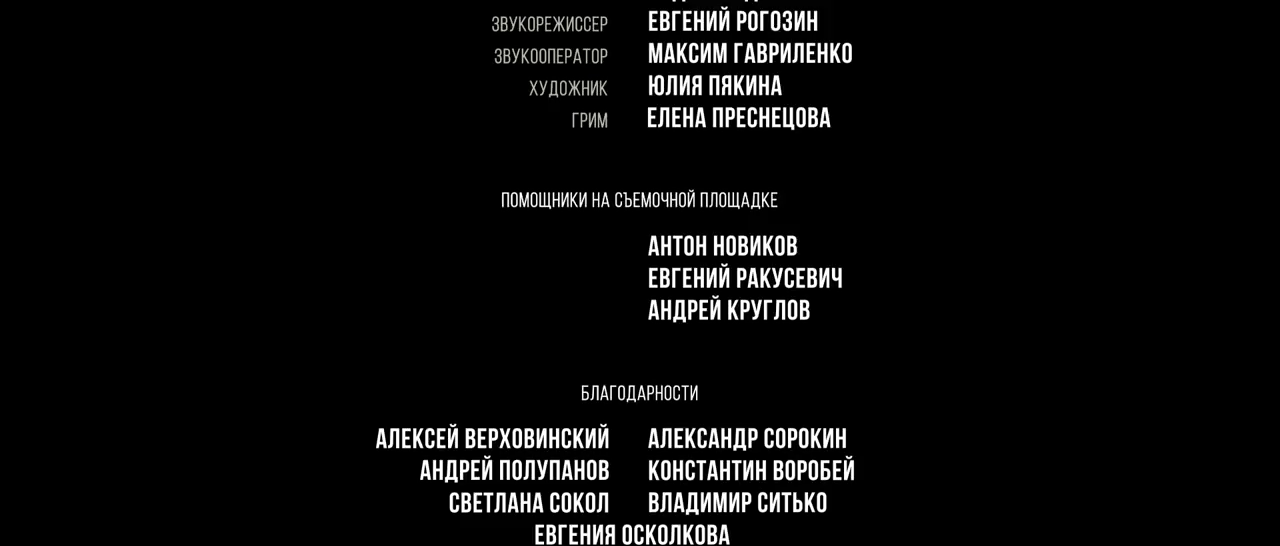 ЗВУКОРЕЖИССЕР ЕВГЕНИЙ РОГОЗИН
ЗВУКООПЕРАТОР МАКСИМ ГАВРИЛЕНКО
ХУДОЖНИК ЮЛИЯ ПЯКИНА
ГРИМ ЕЛЕНА ПРЕСНЕЦОВА
ПОМОЩНИКИ НА СЪЕМОЧНОЙ ПЛОЩАДКЕ
АНТОН НОВИКОВ
ЕВГЕНИЙ РАКУСЕВИЧ
АНДРЕЙ КРУГЛОВ
БЛАГОДАРНОСТИ
АЛЕКСЕЙ ВЕРХОВИНСКИЙ АЛЕКСАНДР СОРОКИН
АНДРЕЙ ПОЛУПАНОВ КОНСТАНТИН ВОРОБЕЙ
СВЕТЛАНА СОКОЛ ВЛАДИМИР СИТЬКО
ЕВГЕНИЯ ОСКОЛКОВА